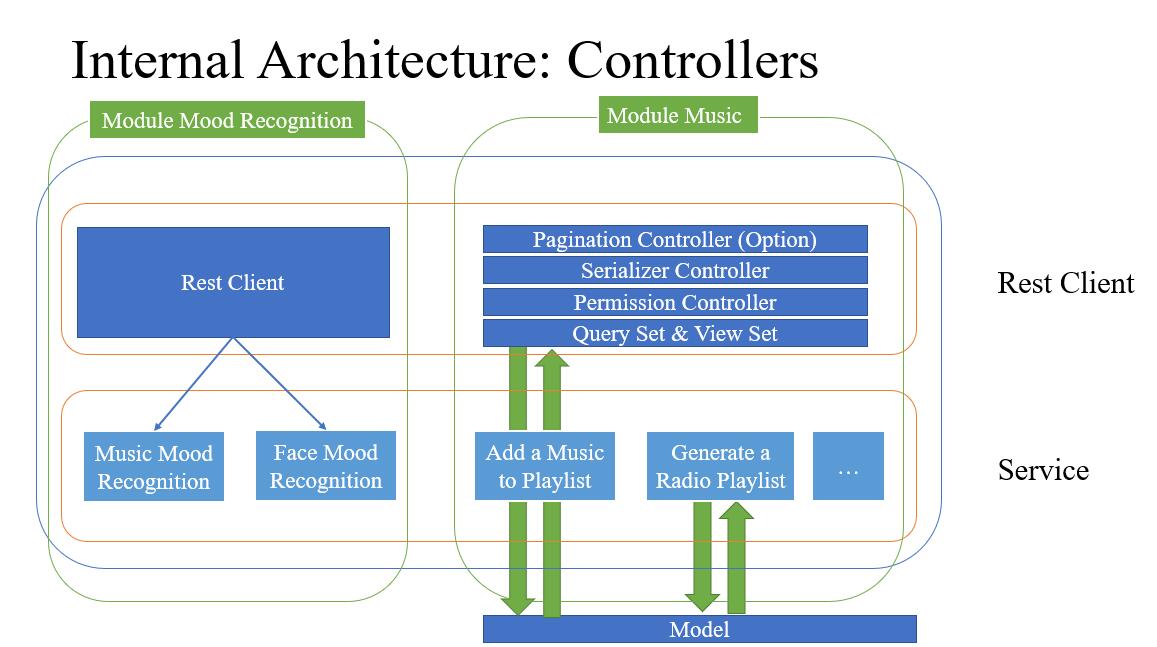 Internal Architecture: Controllers
Module Mood Recognition
Module Music
Rest Client
Pagination Controller (Option)
Serializer Controller
Permission Controller
Query Set & View Set
Rest Client
Music Mood
Recognition
Face Mood
Recognition
Add a Music
to Playlist
Generate a
Radio Playlist
…
Service
Model